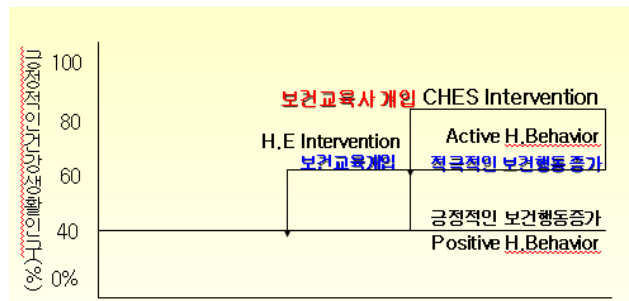 긍정적인건강생활인구(%)
100
80
60
40
0%
보건교육사 개입 CHES Intervention
H.E Intervention
보건교육개입
Active H.Behavior
적극적인 보건행동 증가
긍정적인 보건행동증가
Positive H.Behavior